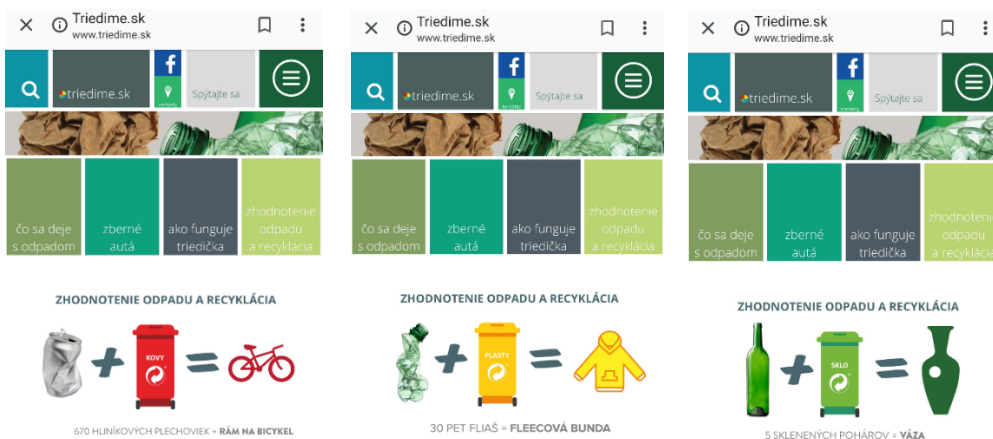 Triedime.sk
www.triedime.sk
triedime.sk
kontakty
Spýtajte sa
čo sa deje
s odpadom
zberné
autá
ako funguje
triedička
zhodnotenie
odpadu
a recyklácia
ZHODNOTENIE ODPADU A RECYKLÁCIA
KOVY
670 HLINÍKOVÝCH PLECHOVIEK = RÁM NA BICYKEL
Triedime.sk
www.triedime.sk
triedime.sk
kontakty
Spýtajte sa
čo sa deje
s odpadom
zberné
autá
ako funguje
triedička
zhodnotenie
odpadu
a recyklácia
ZHODNOTENIE ODPADU A RECYKLÁCIA
PLASTY
30 PET FLIAŠ = FLEECOVÁ BUNDA
Triedime.sk
www.triedime.sk
triedime.sk
kontakty
Spýtajte sa
čo sa deje
s odpadom
zberné
autá
ako funguje
triedička
zhodnoteni
odpadu
a recyklácia
ZHODNOTENIE ODPADU A RECYKLÁCIA
SKLO
5 SKLENENÝCH POHÁROV = VÁZA